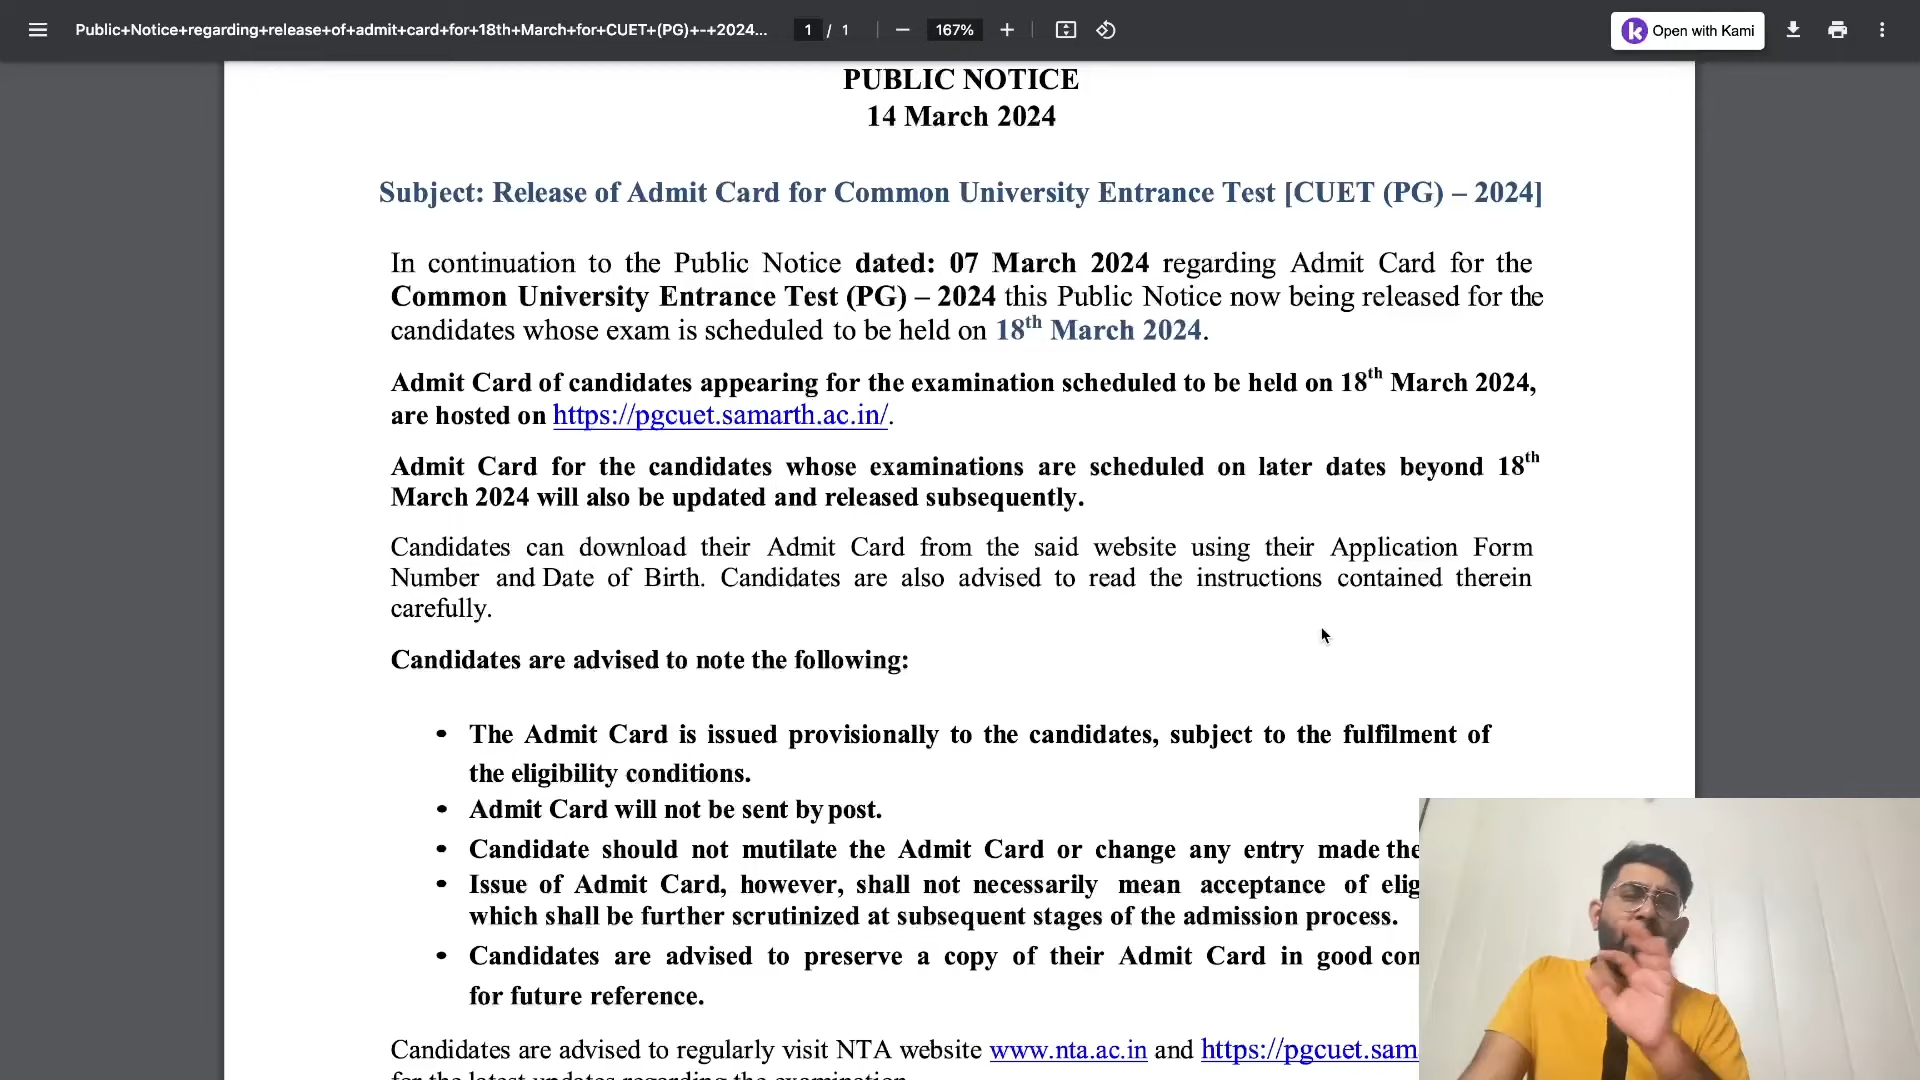 Public+Notice+regarding+release+of+admit+card+for+18th+March+for+CUET+(PG)+-+2024... 1 / 1 167% Open with Kami
PUBLIC NOTICE
14 March 2024
Subject: Release of Admit Card for Common University Entrance Test [CUET (PG) – 2024]
In continuation to the Public Notice dated: 07 March 2024 regarding Admit Card for the
Common University Entrance Test (PG) – 2024 this Public Notice now being released for the
candidates whose exam is scheduled to be held on 18th March 2024.
Admit Card of candidates appearing for the examination scheduled to be held on 18th March 2024,
are hosted on https://pgcuet.samarth.ac.in/.
Admit Card for the candidates whose examinations are scheduled on later dates beyond 18th
March 2024 will also be updated and released subsequently.
Candidates can download their Admit Card from the said website using their Application Form
Number and Date of Birth. Candidates are also advised to read the instructions contained therein
carefully.
Candidates are advised to note the following:
• The Admit Card is issued provisionally to the candidates, subject to the fulfilment of
the eligibility conditions.
• Admit Card will not be sent by post.
• Candidate should not mutilate the Admit Card or change any entry made the
• Issue of Admit Card, however, shall not necessarily mean acceptance of elig
which shall be further scrutinized at subsequent stages of the admission process.
• Candidates are advised to preserve a copy of their Admit Card in good con
for future reference.
Candidates are advised to regularly visit NTA website www.nta.ac.in and https://pgcuet.sam
for the latest updates regarding the examination